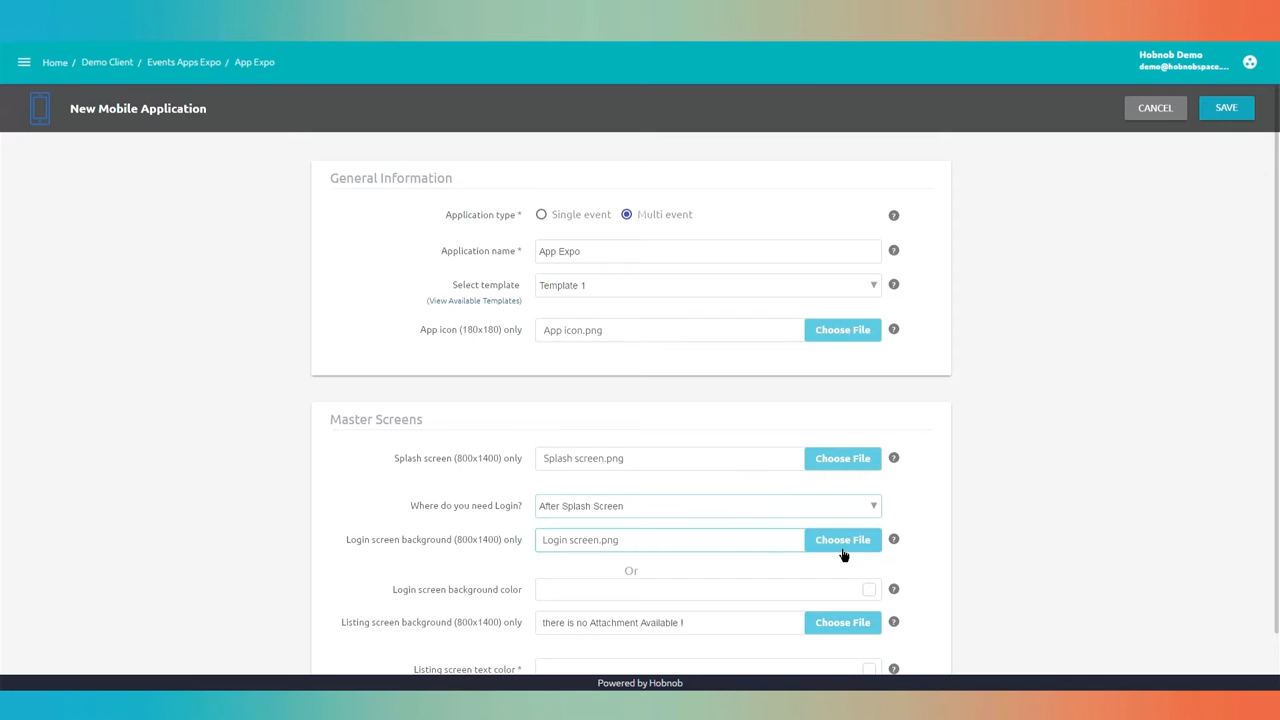 Home / Demo Client / Events Apps Expo / App Expo
Hobnob Demo
demo@hobnobspace....
New Mobile Application
CANCEL
SAVE
General Information
Application type *
Single event
Multi event
?
Application name *
App Expo
?
Select template
(View Available Templates)
Template 1
?
App icon (180x180) only
App icon.png
Choose File
?
Master Screens
Splash screen (800x1400) only
Splash screen.png
Choose File
?
Where do you need Login?
After Splash Screen
Login screen background (800x1400) only
Login screen.png
Choose File
?
Or
Login screen background color
?
Listing screen background (800x1400) only
there is no Attachment Available !
Choose File
?
Listing screen text color *
?
Powered by Hobnob